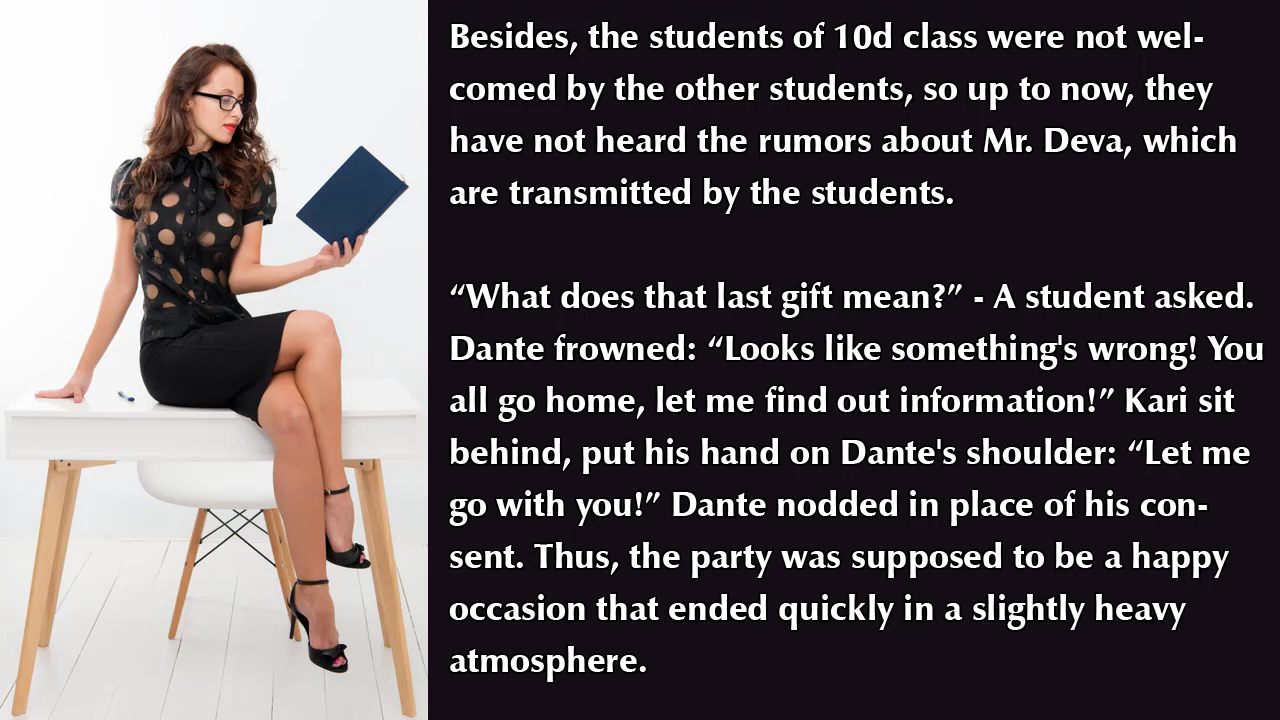 Besides, the students of 10d class were not wel-
comed by the other students, so up to now, they
have not heard the rumors about Mr. Deva, which
are transmitted by the students.
“What does that last gift mean?” - A student asked.
Dante frowned: “Looks like something's wrong! You
all go home, let me find out information!” Kari sit
behind, put his hand on Dante's shoulder: “Let me
go with you!” Dante nodded in place of his con-
sent. Thus, the party was supposed to be a happy
occasion that ended quickly in a slightly heavy
atmosphere.